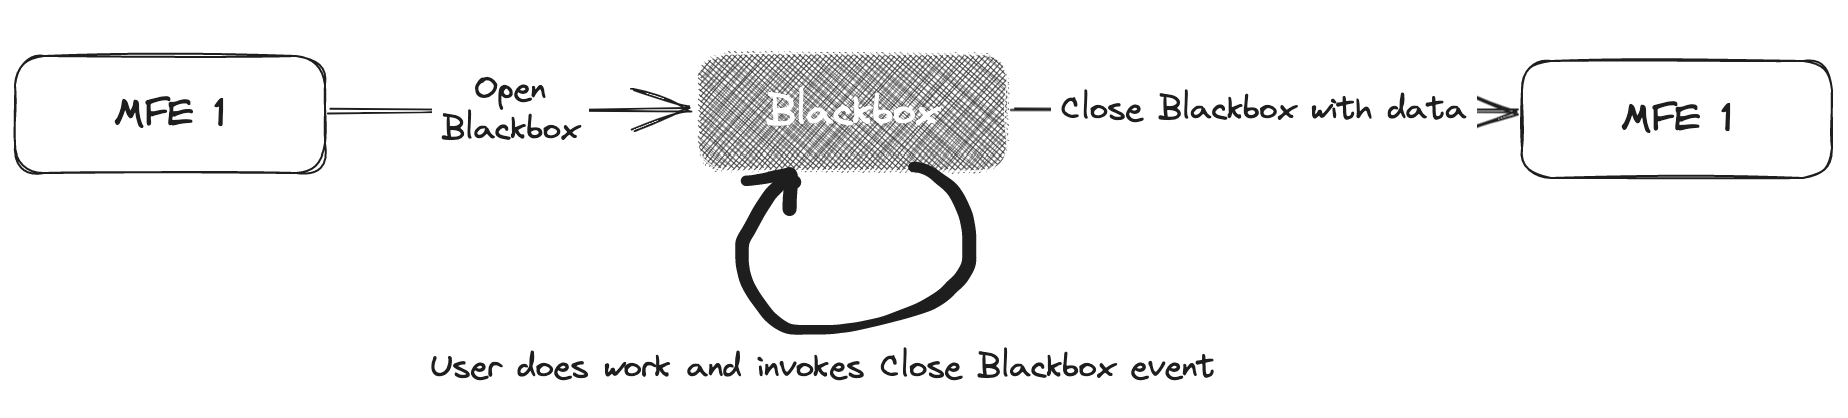 MFE 1
Open
Blackbox
Blackbox
Close Blackbox with data
MFE 1
User does work and invokes Close Blackbox event